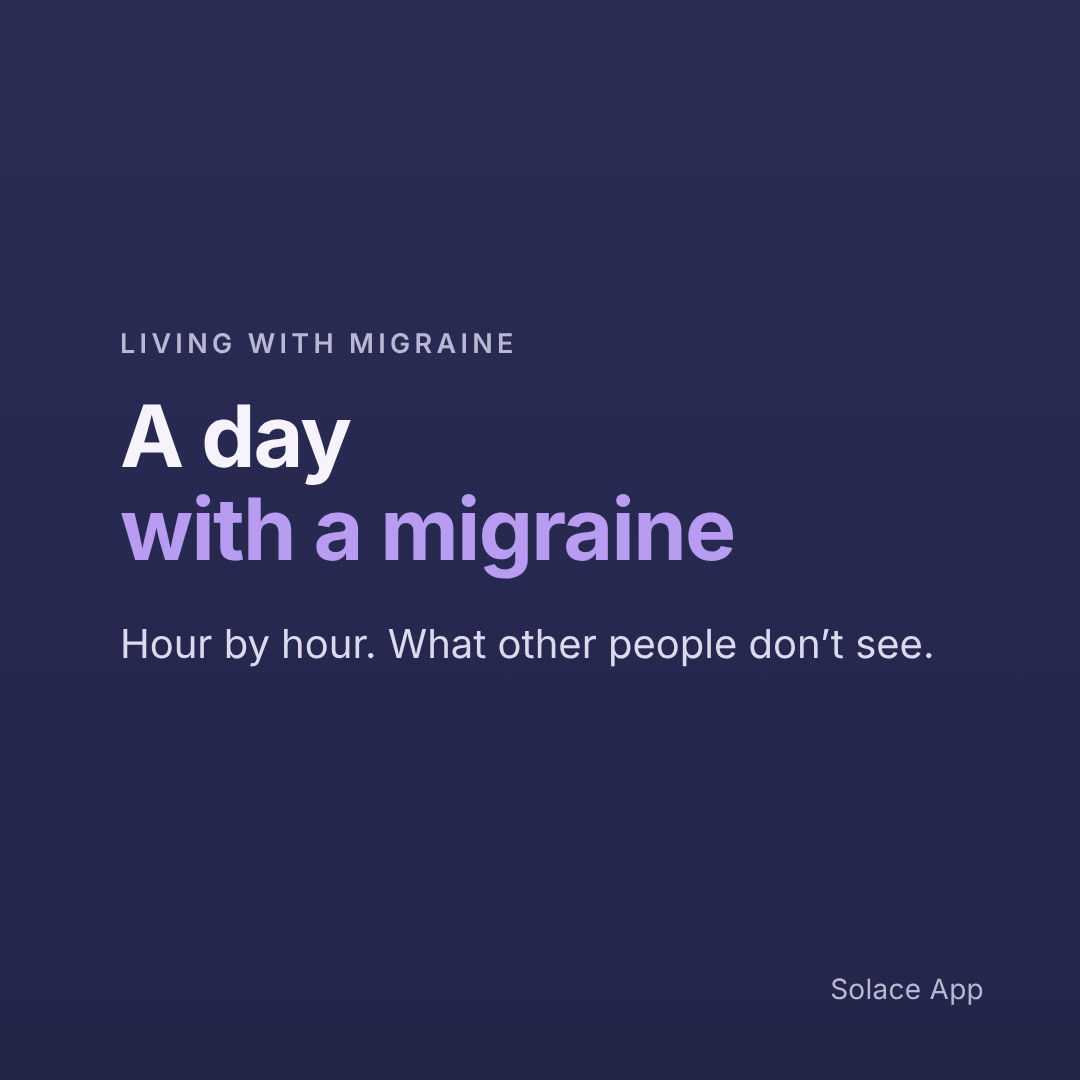 LIVING WITH MIGRAINE
A day
with a migraine
Hour by hour. What other people don’t see.
Solace App